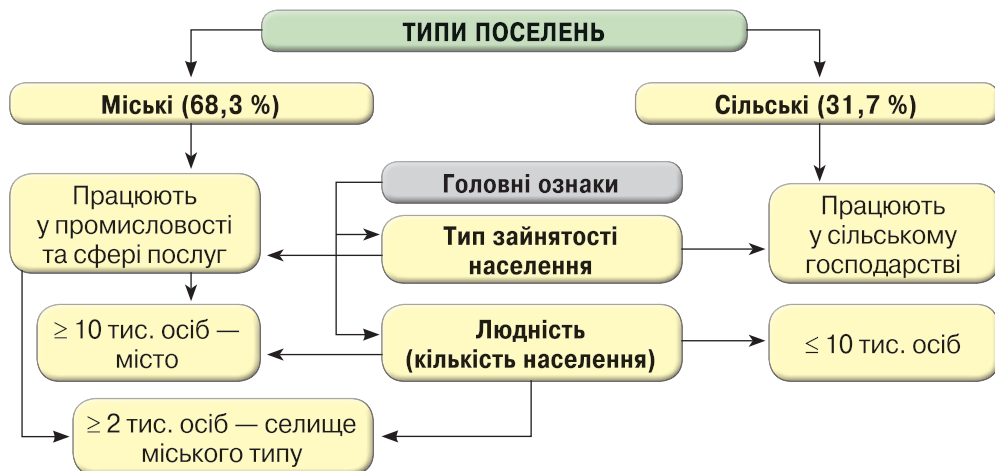 ТИПИ ПОСЕЛЕНЬ
Міські (68,3 %)
Сільські (31,7 %)
Працюють
у промисловості
та сфері послуг
Головні ознаки
Тип зайнятості
населення
Працюють
у сільському
господарстві
≥ 10 тис. осіб —
місто
Людність
(кількість населення)
≤ 10 тис. осіб
≥ 2 тис. осіб — селище
міського типу